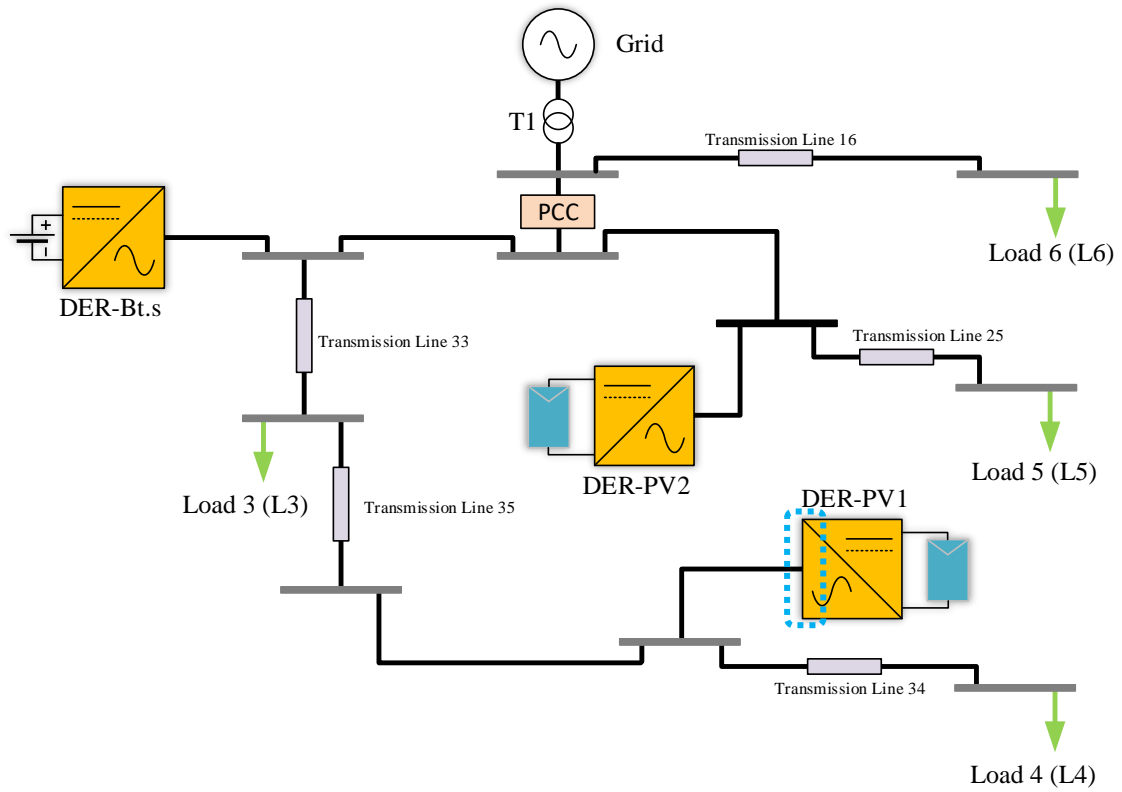 Grid
T1
Transmission Line 16
PCC
+
−
Load 6 (L6)
DER-Bt.s
Transmission Line 33
Transmission Line 25
DER-PV2
Load 5 (L5)
Load 3 (L3)
Transmission Line 35
DER-PV1
Transmission Line 34
Load 4 (L4)